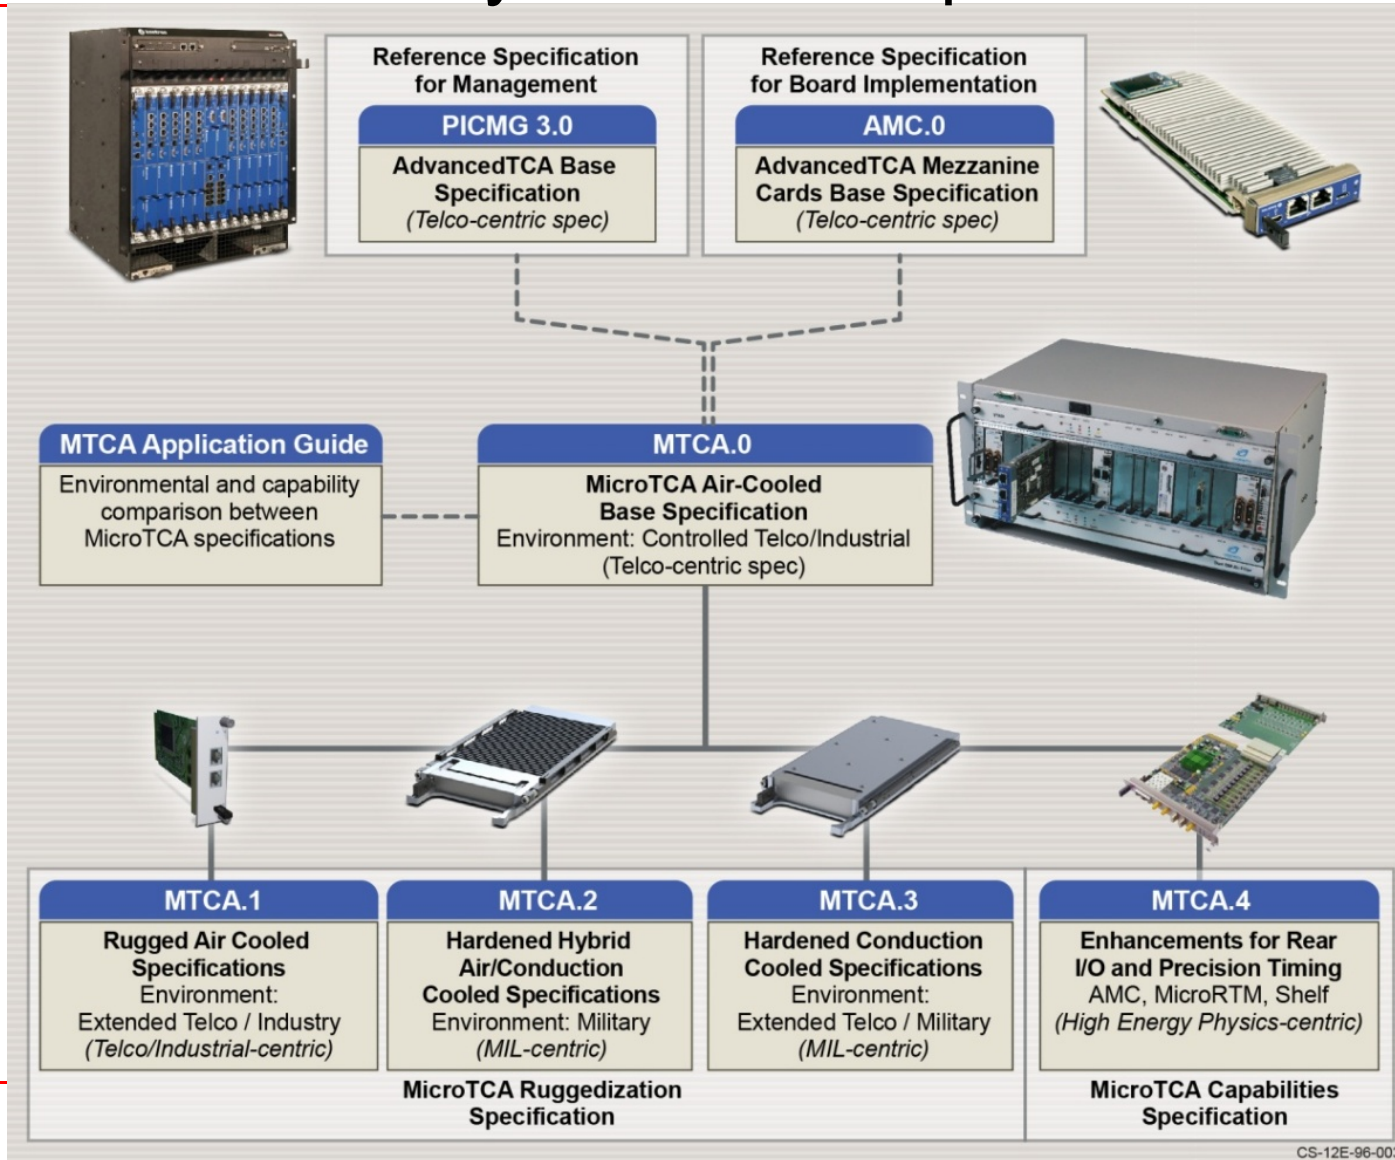 Reference Specification
for Management
PICMG 3.0
AdvancedTCA Base
Specification
(Telco-centric spec)
Reference Specification
for Board Implementation
AMC.0
AdvancedTCA Mezzanine
Cards Base Specification
(Telco-centric spec)
MTCA Application Guide
Environmental and capability
comparison between
MicroTCA specifications
MTCA.0
MicroTCA Air-Cooled
Base Specification
Environment: Controlled Telco/Industrial
(Telco-centric spec)
MTCA.1
Rugged Air Cooled
Specifications
Environment:
Extended Telco / Industry
(Telco/Industrial-centric)
MTCA.2
Hardened Hybrid
Air/Conduction
Cooled Specifications
Environment: Military
(MIL-centric)
MTCA.3
Hardened Conduction
Cooled Specifications
Environment:
Extended Telco / Military
(MIL-centric)
MicroTCA Ruggedization
Specification
MTCA.4
Enhancements for Rear
I/O and Precision Timing
AMC, MicroRTM, Shelf
(High Energy Physics-centric)
MicroTCA Capabilities
Specification